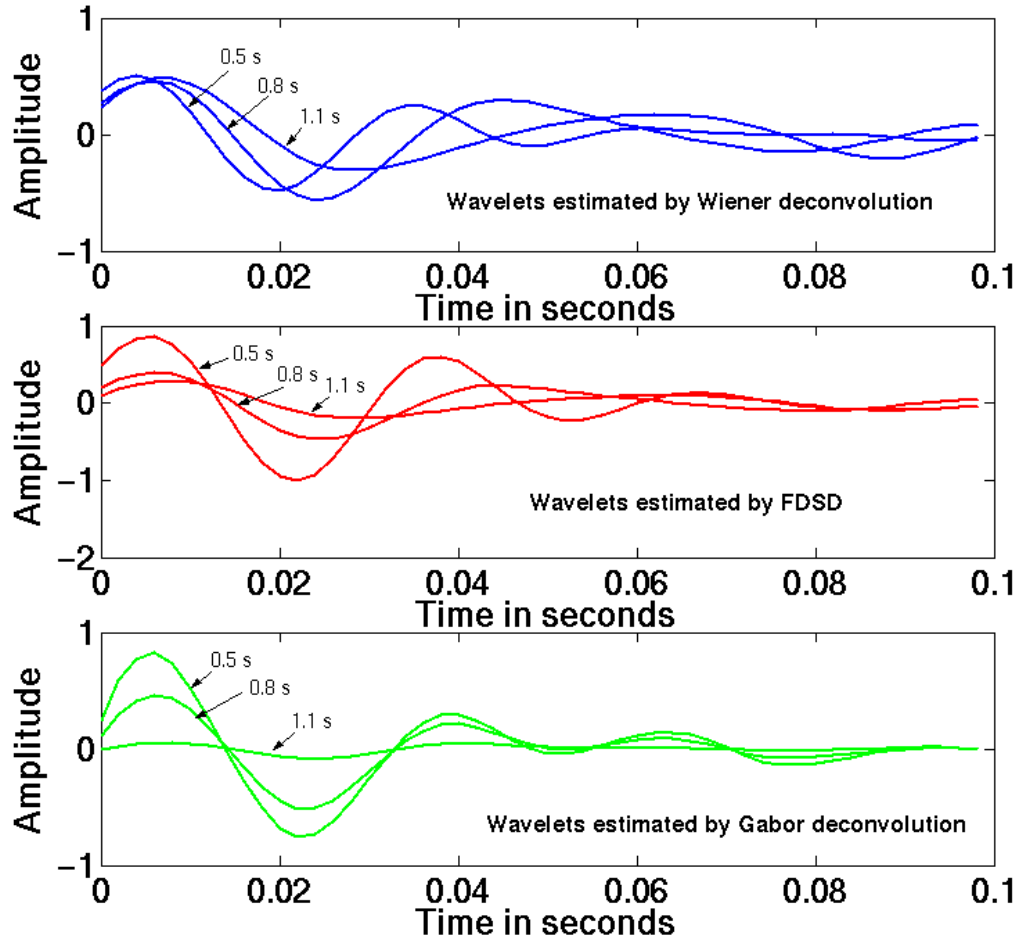 1
0
−1
Amplitude
0.5 s
0.8 s
1.1 s
Wavelets estimated by Wiener deconvolution
0 0.02 0.04 0.06 0.08 0.1
Time in seconds
1
0
−1
−2
Amplitude
0.5 s
0.8 s
1.1 s
Wavelets estimated by FDSD
0 0.02 0.04 0.06 0.08 0.1
Time in seconds
1
0
−1
Amplitude
0.5 s
0.8 s
1.1 s
Wavelets estimated by Gabor deconvolution
0 0.02 0.04 0.06 0.08 0.1
Time in seconds